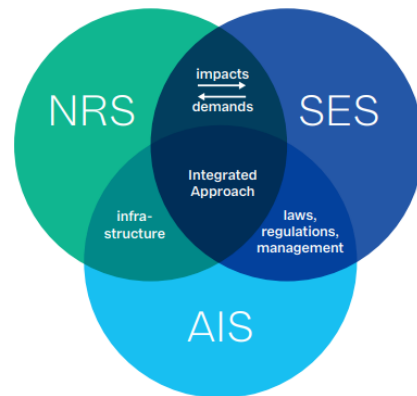 impacts
demands
NRS
SES
Integrated
Approach
infra-
structure
laws,
regulations,
management
AIS